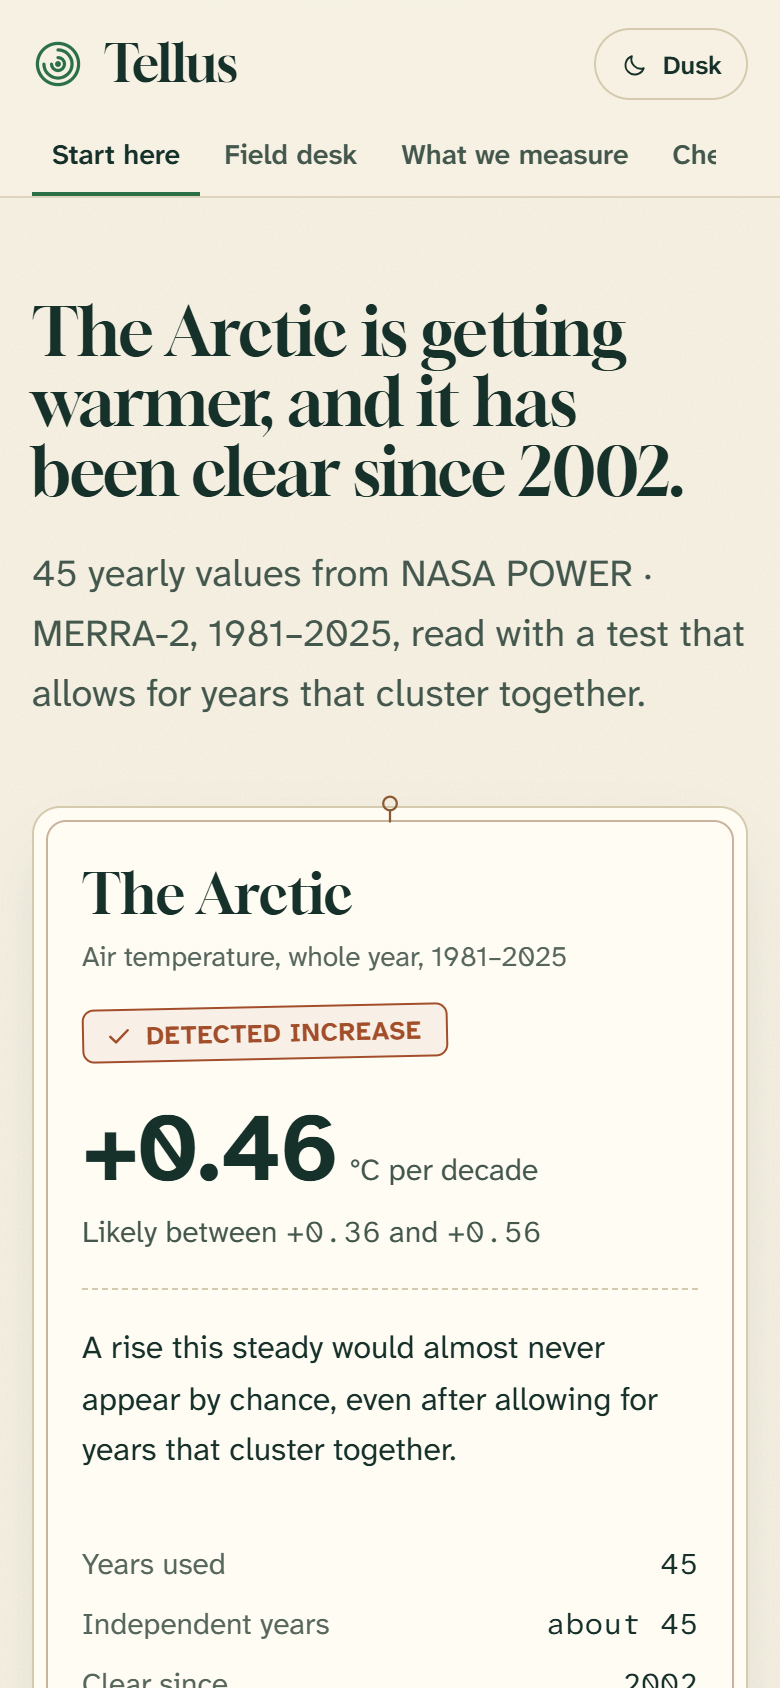 Tellus
Dusk
Start here
Field desk
What we measure
Che
The Arctic is getting
warmer, and it has
been clear since 2002.
45 yearly values from NASA POWER ·
MERRA-2, 1981–2025, read with a test that
allows for years that cluster together.
The Arctic
Air temperature, whole year, 1981–2025
DETECTED INCREASE
+0.46 °C per decade
Likely between +0.36 and +0.56
A rise this steady would almost never
appear by chance, even after allowing for
years that cluster together.
Years used 45
Independent years about 45
Clear since 2002